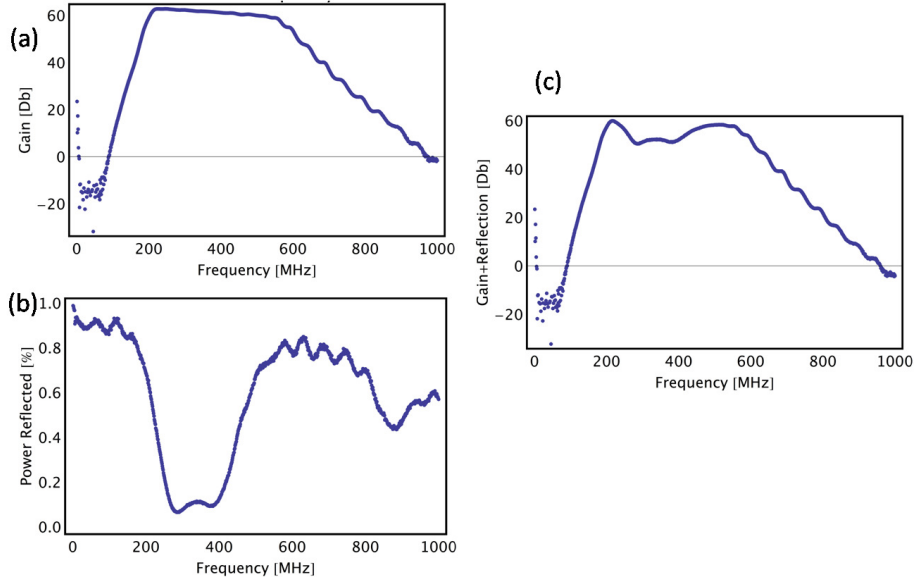 (a)
60
40
20
0
−20
Gain [Db]
0 200 400 600 800 1000
Frequency [MHz]
(b)
1.0
0.8
0.6
0.4
0.2
0.0
Power Reflected [%]
0 200 400 600 800 1000
Frequency [MHz]
(c)
60
40
20
0
−20
Gain+Reflection [Db]
0 200 400 600 800 1000
Frequency [MHz]